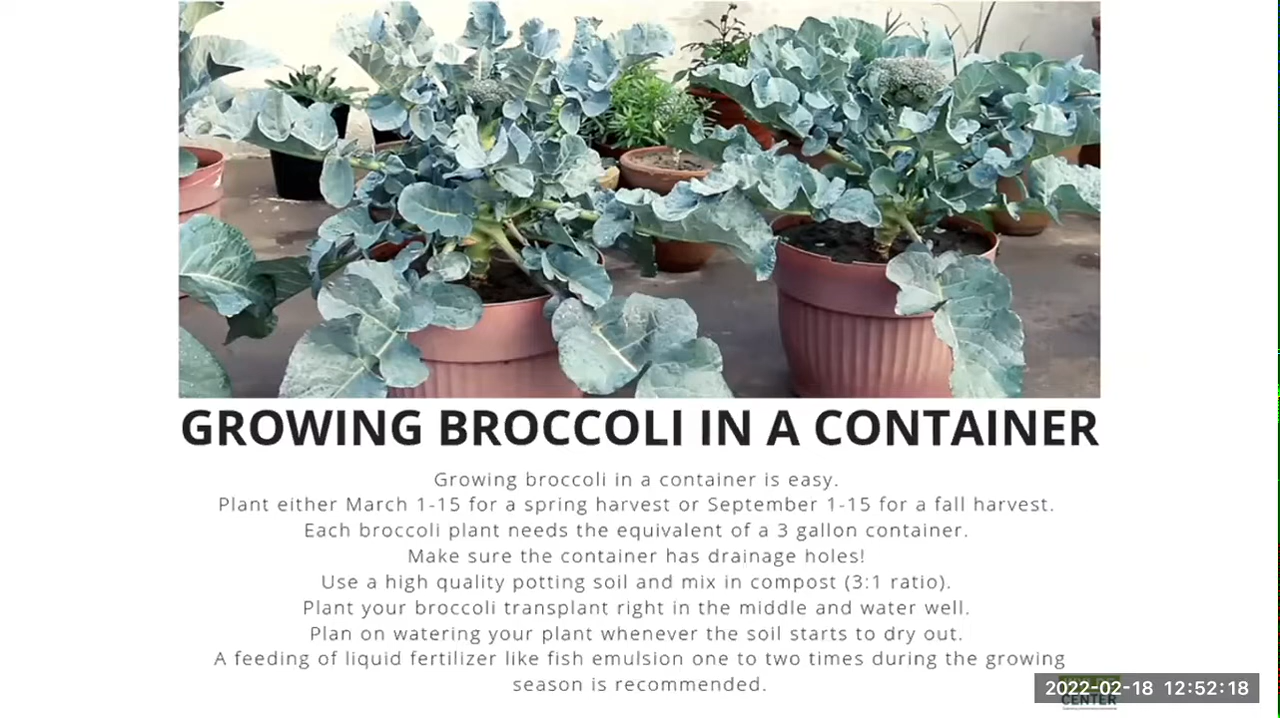 GROWING BROCCOLI IN A CONTAINER
Growing broccoli in a container is easy.
Plant either March 1-15 for a spring harvest or September 1-15 for a fall harvest.
Each broccoli plant needs the equivalent of a 3 gallon container.
Make sure the container has drainage holes!
Use a high quality potting soil and mix in compost (3:1 ratio).
Plant your broccoli transplant right in the middle and water well.
Plan on watering your plant whenever the soil starts to dry out.
A feeding of liquid fertilizer like fish emulsion one to two times during the growing
season is recommended.
2022-02-18 12:52:18
CENTER